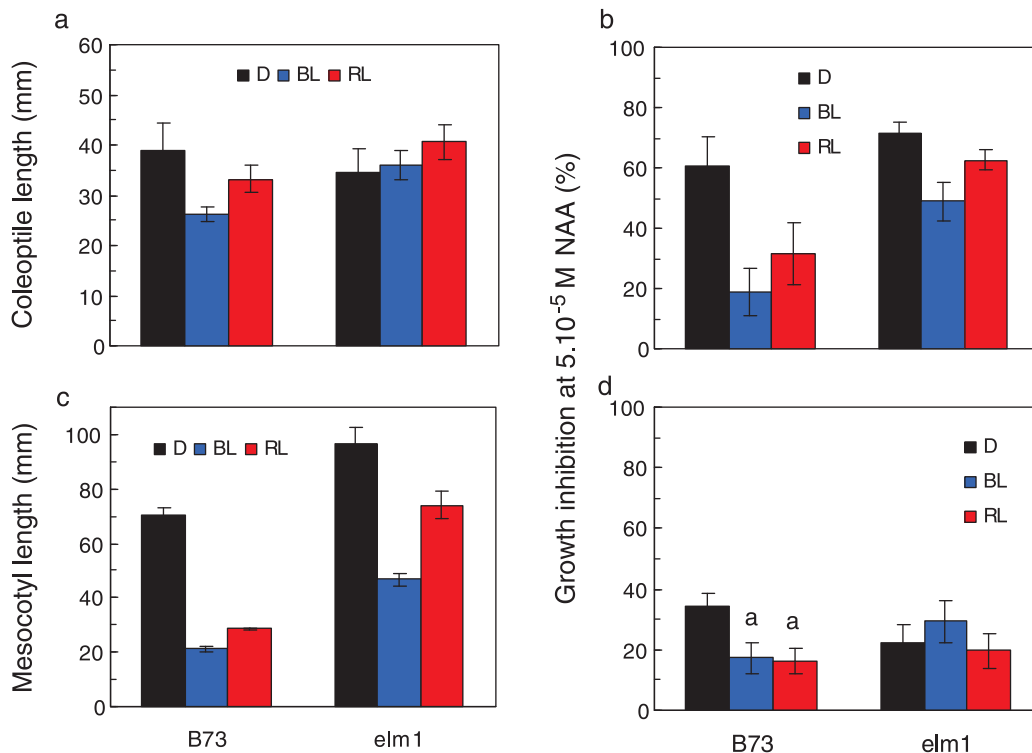 a
Coleoptile length (mm)
60
50
40
30
20
10
0
D BL RL
b
Growth inhibition at 5.10⁻⁵ M NAA (%)
100
80
60
40
20
0
D
BL
RL
c
Mesocotyl length (mm)
100
80
60
40
20
0
D BL RL
B73 elm1
d
100
80
60
40
20
0
D
BL
RL
a a
B73 elm1